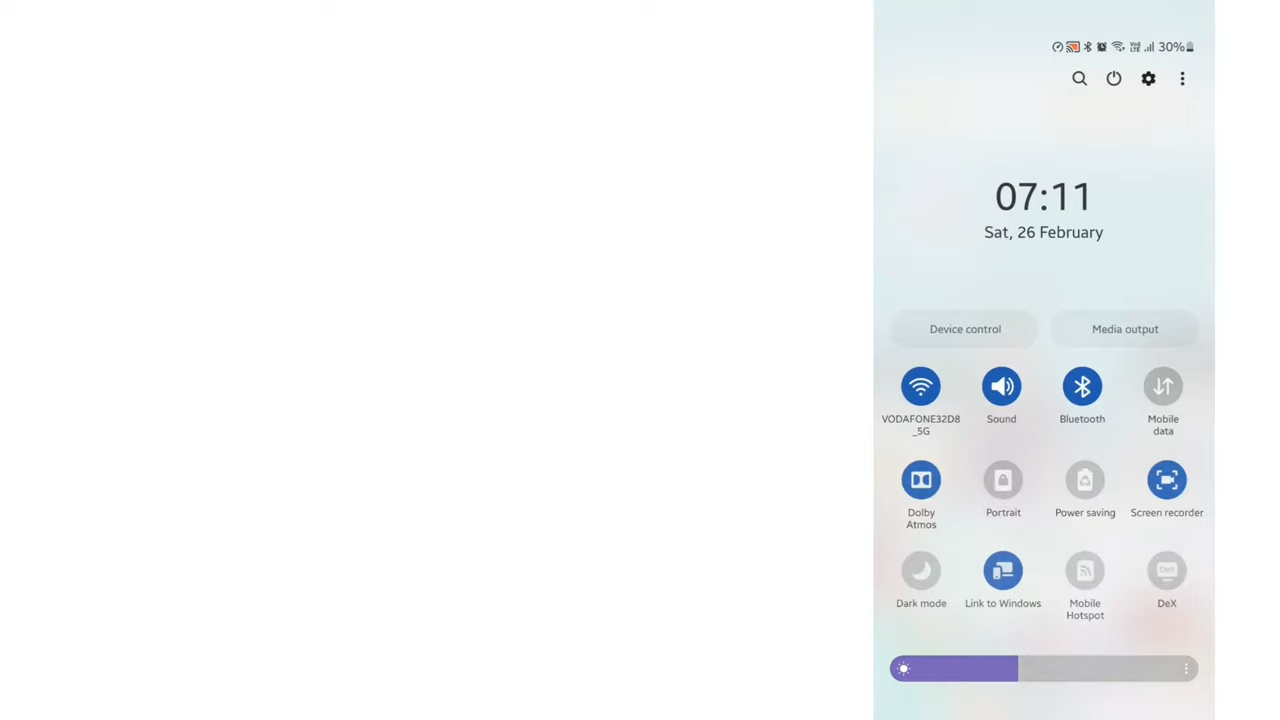 30%
07:11
Sat, 26 February
Device control Media output
VODAFONE32D8
_5G
Sound
Bluetooth
Mobile
data
Dolby
Atmos
Portrait
Power saving
Screen recorder
Dark mode
Link to Windows
Mobile
Hotspot
DeX